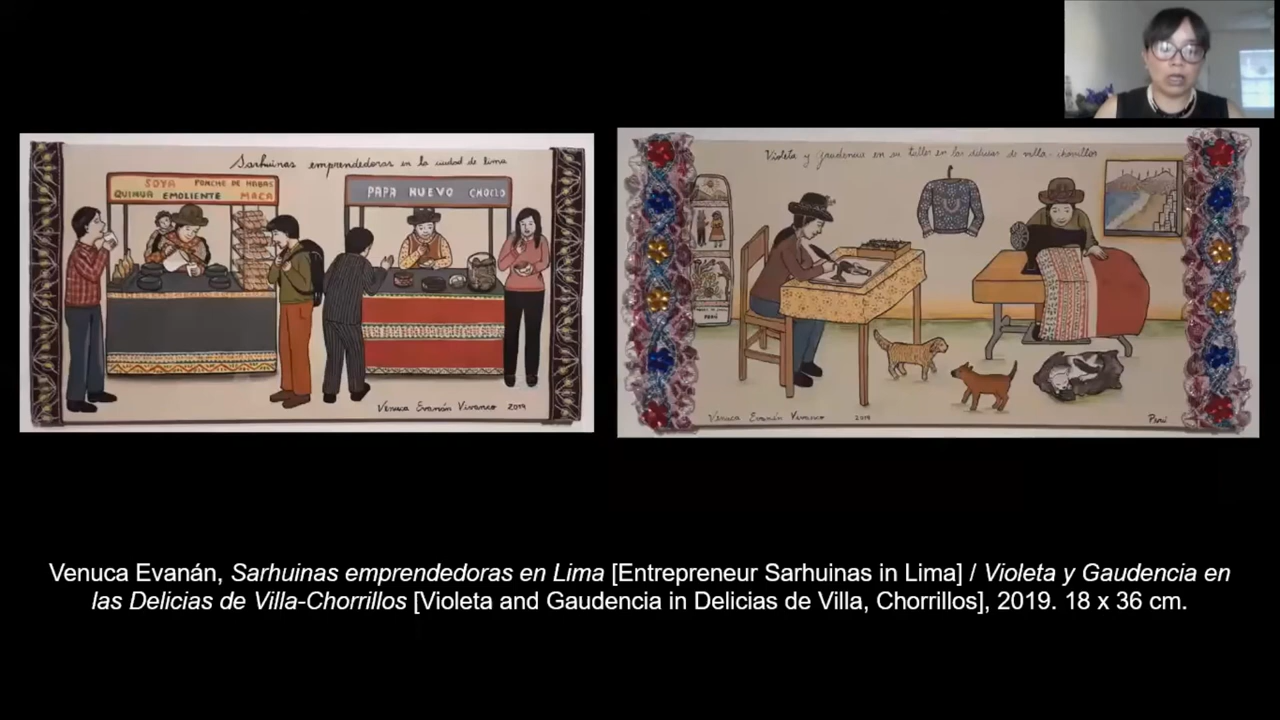 Sarhuinas emprendedoras en la ciudad de lima
SOYA PONCHE DE HABAS
QUINUA EMOLIENTE MACA
PAPA HUEVO CHOCLO
Venuca Evanán Vivanco 2019
Violeta y Gaudencia en su taller en las delicias de villa - chorrillos
PERÚ
Venuca Evanán Vivanco 2019
Perú
Venuca Evanán, Sarhuinas emprendedoras en Lima [Entrepreneur Sarhuinas in Lima] / Violeta y Gaudencia en
las Delicias de Villa-Chorrillos [Violeta and Gaudencia in Delicias de Villa, Chorrillos], 2019. 18 x 36 cm.